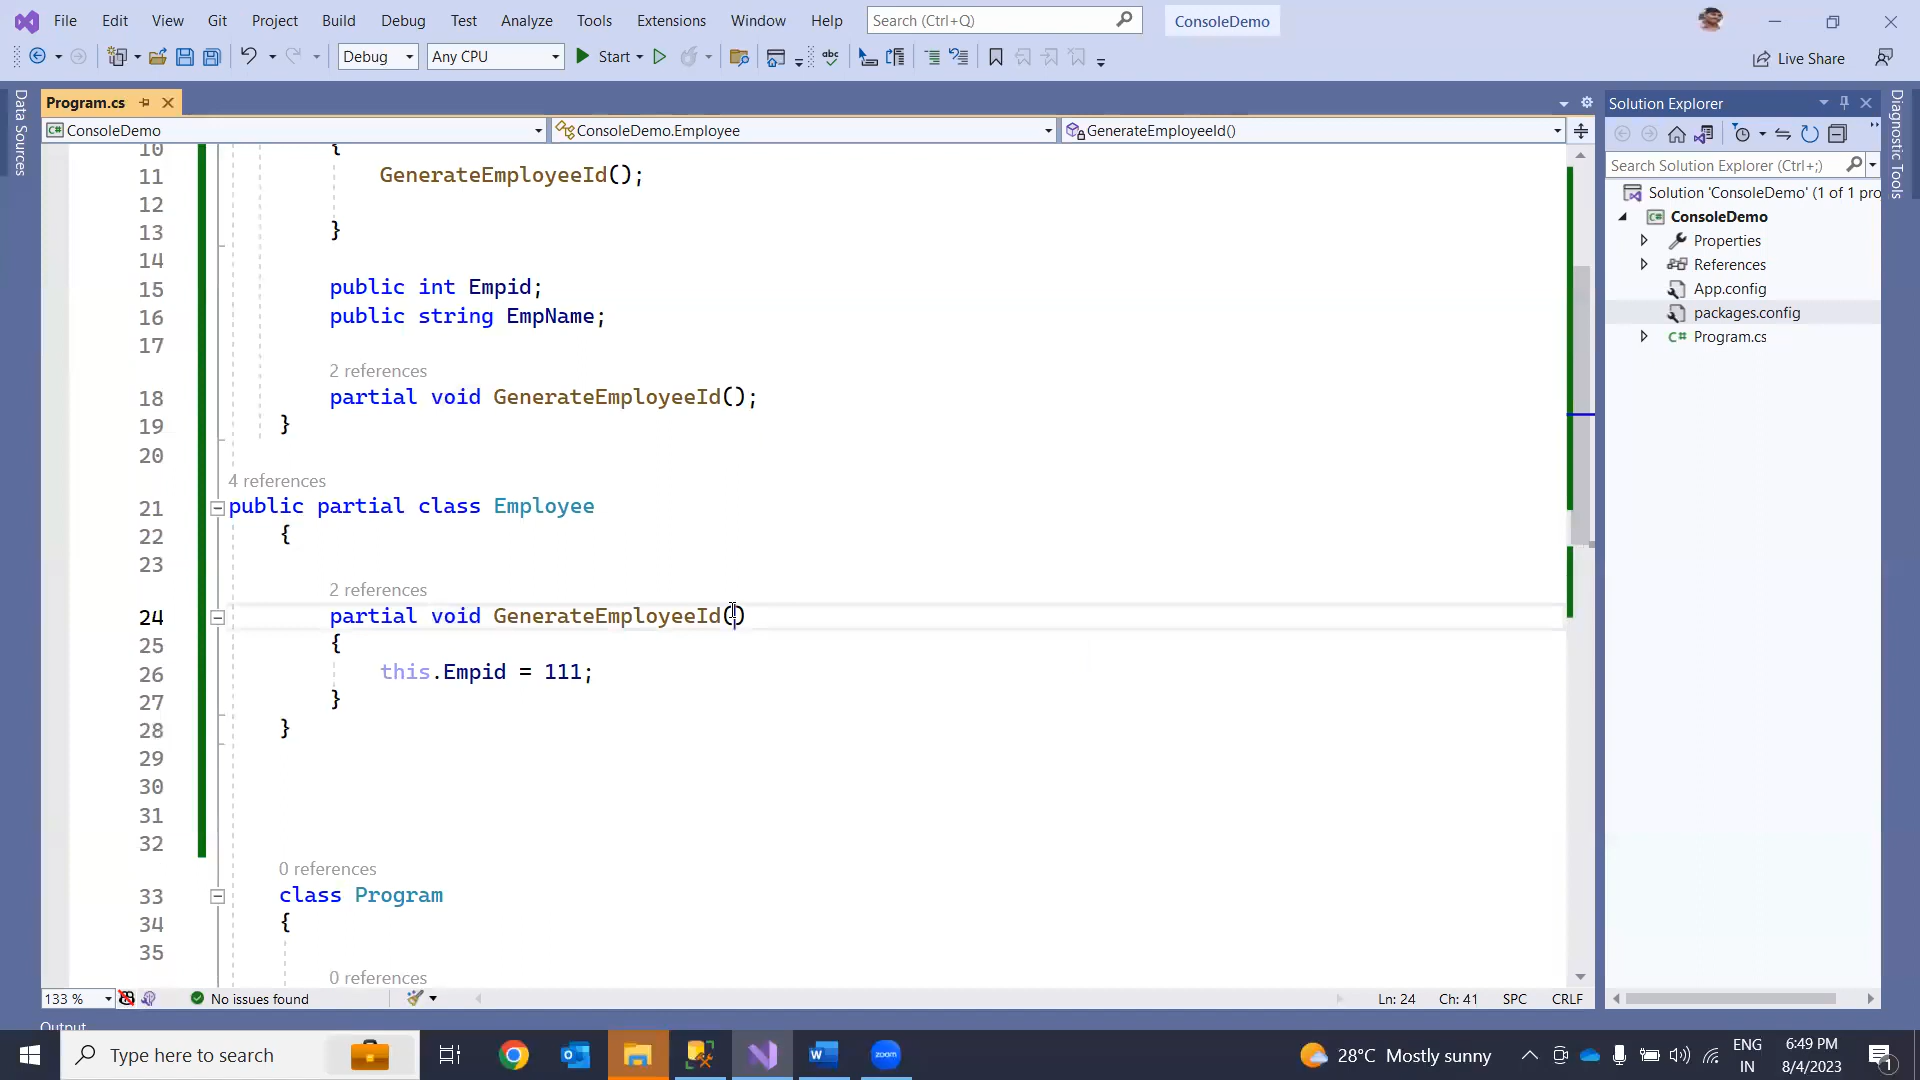 File Edit View Git Project Build Debug Test Analyze Tools Extensions Window Help Search (Ctrl+Q) ConsoleDemo
Debug Any CPU Start Live Share
Data Sources
Program.cs
ConsoleDemo ConsoleDemo.Employee GenerateEmployeeId()
10 {
11 GenerateEmployeeId();
12
13 }
14
15 public int Empid;
16 public string EmpName;
17
2 references
18 partial void GenerateEmployeeId();
19 }
20
4 references
21 public partial class Employee
22 {
23
2 references
24 partial void GenerateEmployeeId()
25 {
26 this.Empid = 111;
27 }
28 }
29
30
31
32
0 references
33 class Program
34 {
35
0 references
133 % No issues found Ln: 24 Ch: 41 SPC CRLF
Output
Solution Explorer
Search Solution Explorer (Ctrl+;)
Solution 'ConsoleDemo' (1 of 1 pro
ConsoleDemo
Properties
References
App.config
packages.config
C# Program.cs
Diagnostic Tools
Type here to search
zoom
28°C Mostly sunny
ENG
IN
6:49 PM
8/4/2023
1